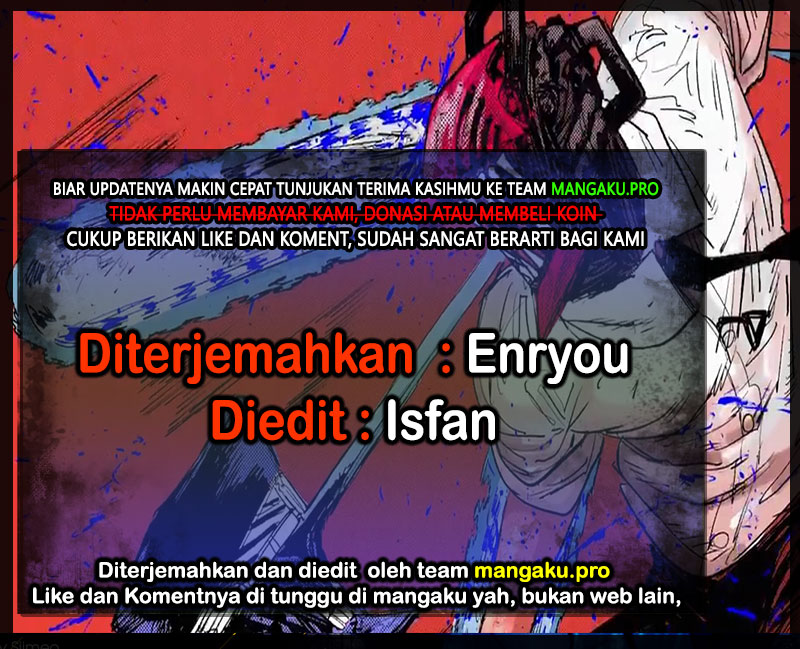 BIAR UPDATENYA MAKIN CEPAT TUNJUKAN TERIMA KASIHMU KE TEAM MANGAKU.PRO
TIDAK PERLU MEMBAYAR KAMI, DONASI ATAU MEMBELI KOIN
CUKUP BERIKAN LIKE DAN KOMENT, SUDAH SANGAT BERARTI BAGI KAMI
Diterjemahkan : Enryou
Diedit : Isfan
Diterjemahkan dan diedit oleh team mangaku.pro
Like dan Komentnya di tunggu di mangaku yah, bukan web lain,